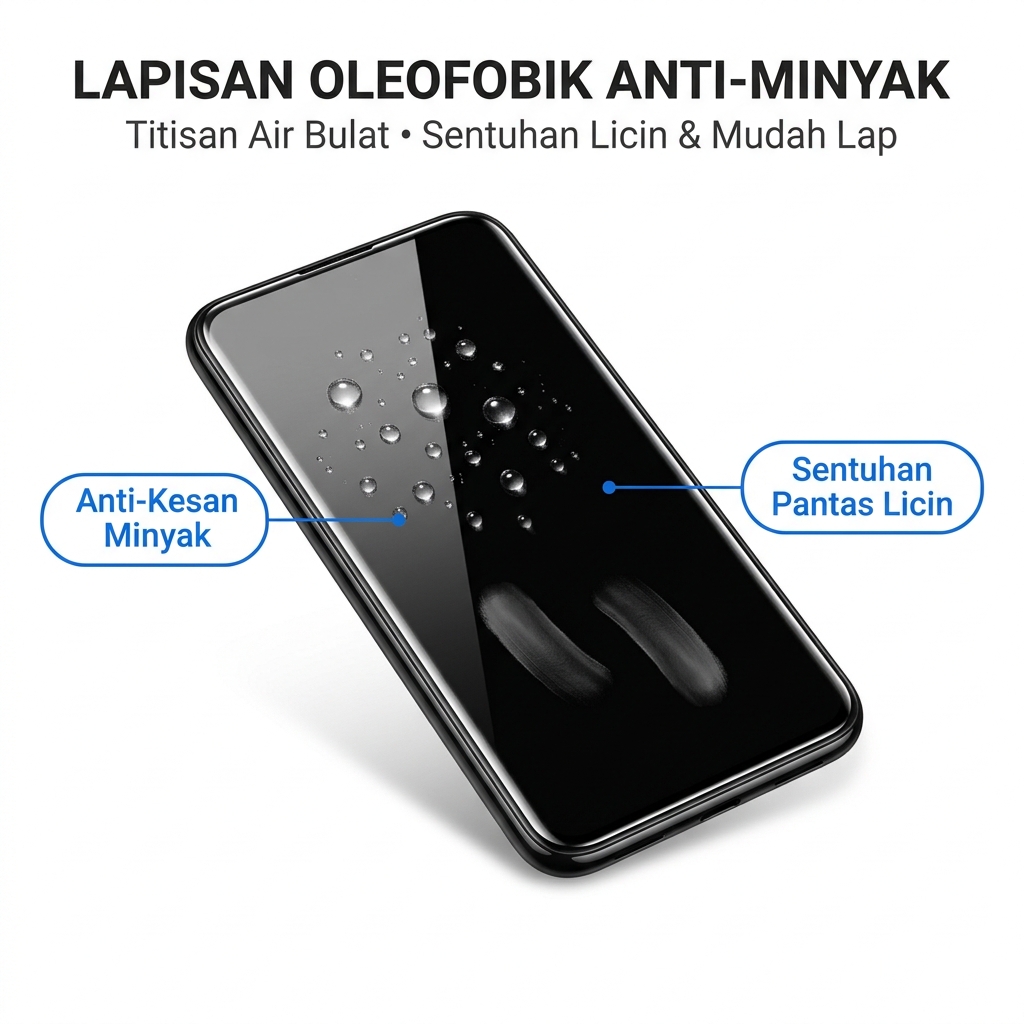 LAPISAN OLEOFOBIK ANTI-MINYAK
Titisan Air Bulat • Sentuhan Licin & Mudah Lap
Sentuhan
Pantas Licin
Anti-Kesan
Minyak